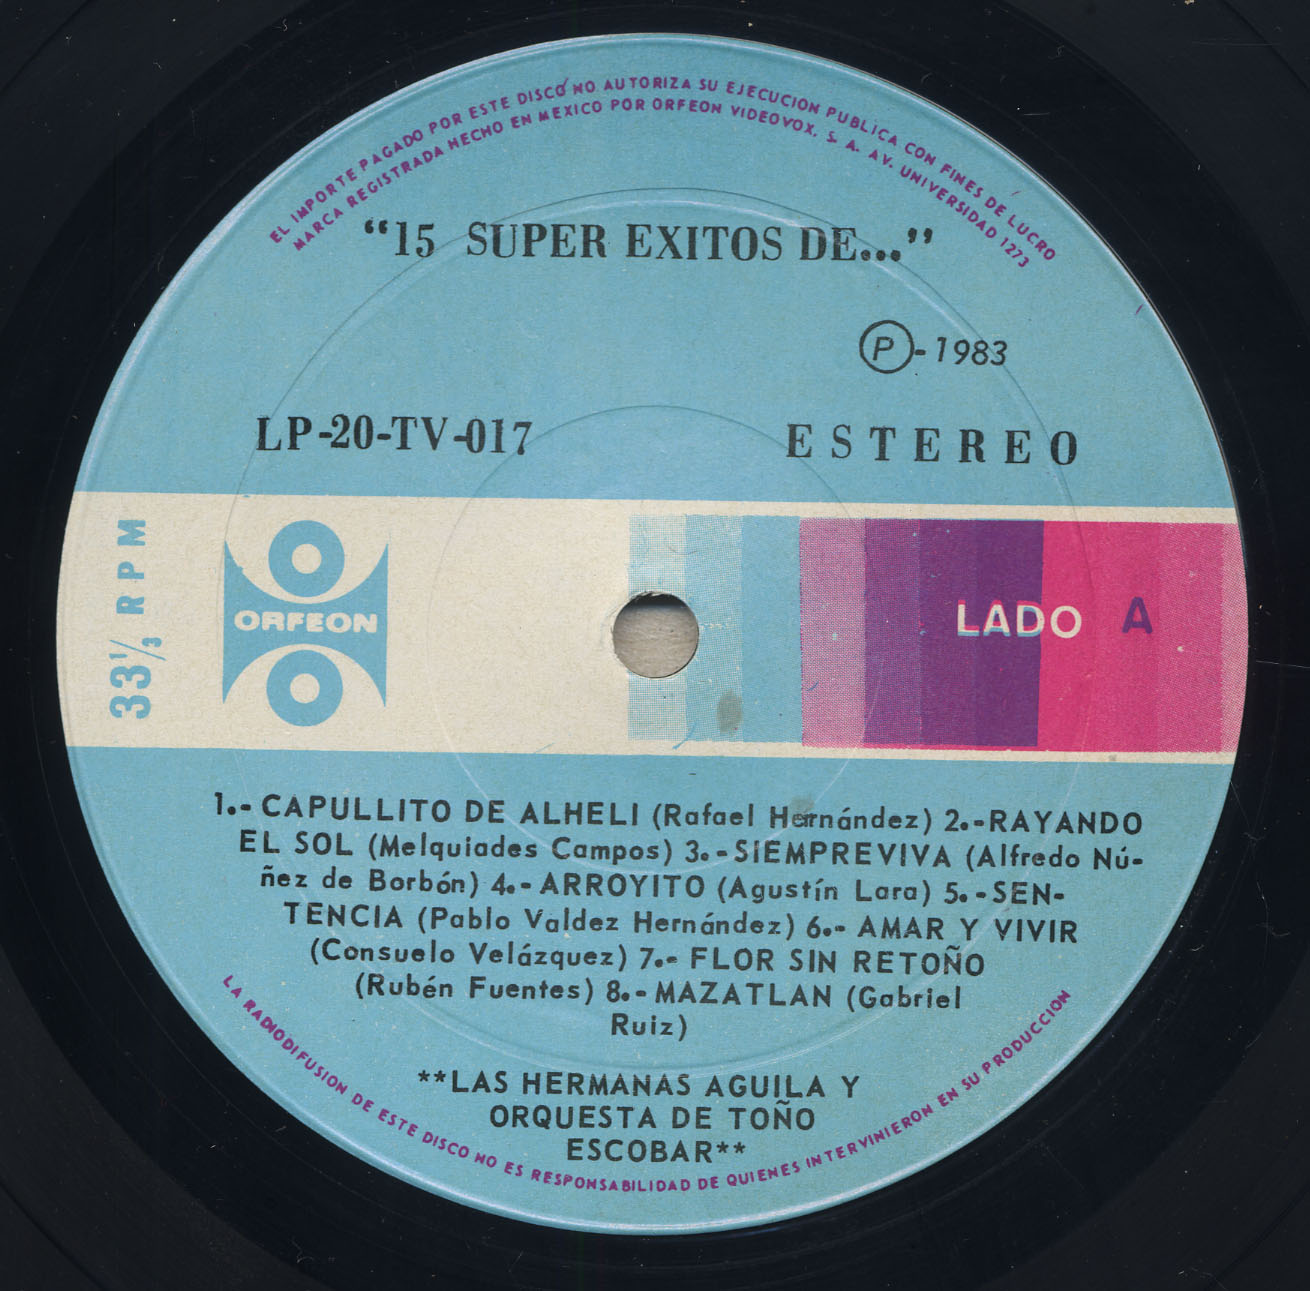 EL IMPORTE PAGADO POR ESTE DISCO NO AUTORIZA SU EJECUCION PUBLICA CON FINES DE LUCRO
MARCA REGISTRADA HECHO EN MEXICO POR ORFEON VIDEOVOX, S. A. AV. UNIVERSIDAD 1273
“15 SUPER EXITOS DE...”
P-1983
LP-20-TV-017 ESTEREO
33 1/3 RPM
ORFEON
LADO A
1.-CAPULLITO DE ALHELI (Rafael Hernández) 2.-RAYANDO
EL SOL (Melquiades Campos) 3.-SIEMPREVIVA (Alfredo Nú-
ñez de Borbón) 4.-ARROYITO (Agustín Lara) 5.-SEN-
TENCIA (Pablo Valdez Hernández) 6.-AMAR Y VIVIR
(Consuelo Velázquez) 7.-FLOR SIN RETOÑO
(Rubén Fuentes) 8.-MAZATLAN (Gabriel
Ruiz)
**LAS HERMANAS AGUILA Y
ORQUESTA DE TOÑO
ESCOBAR**
LA RADIODIFUSION DE ESTE DISCO NO ES RESPONSABILIDAD DE QUIENES INTERVINIERON EN SU PRODUCCION